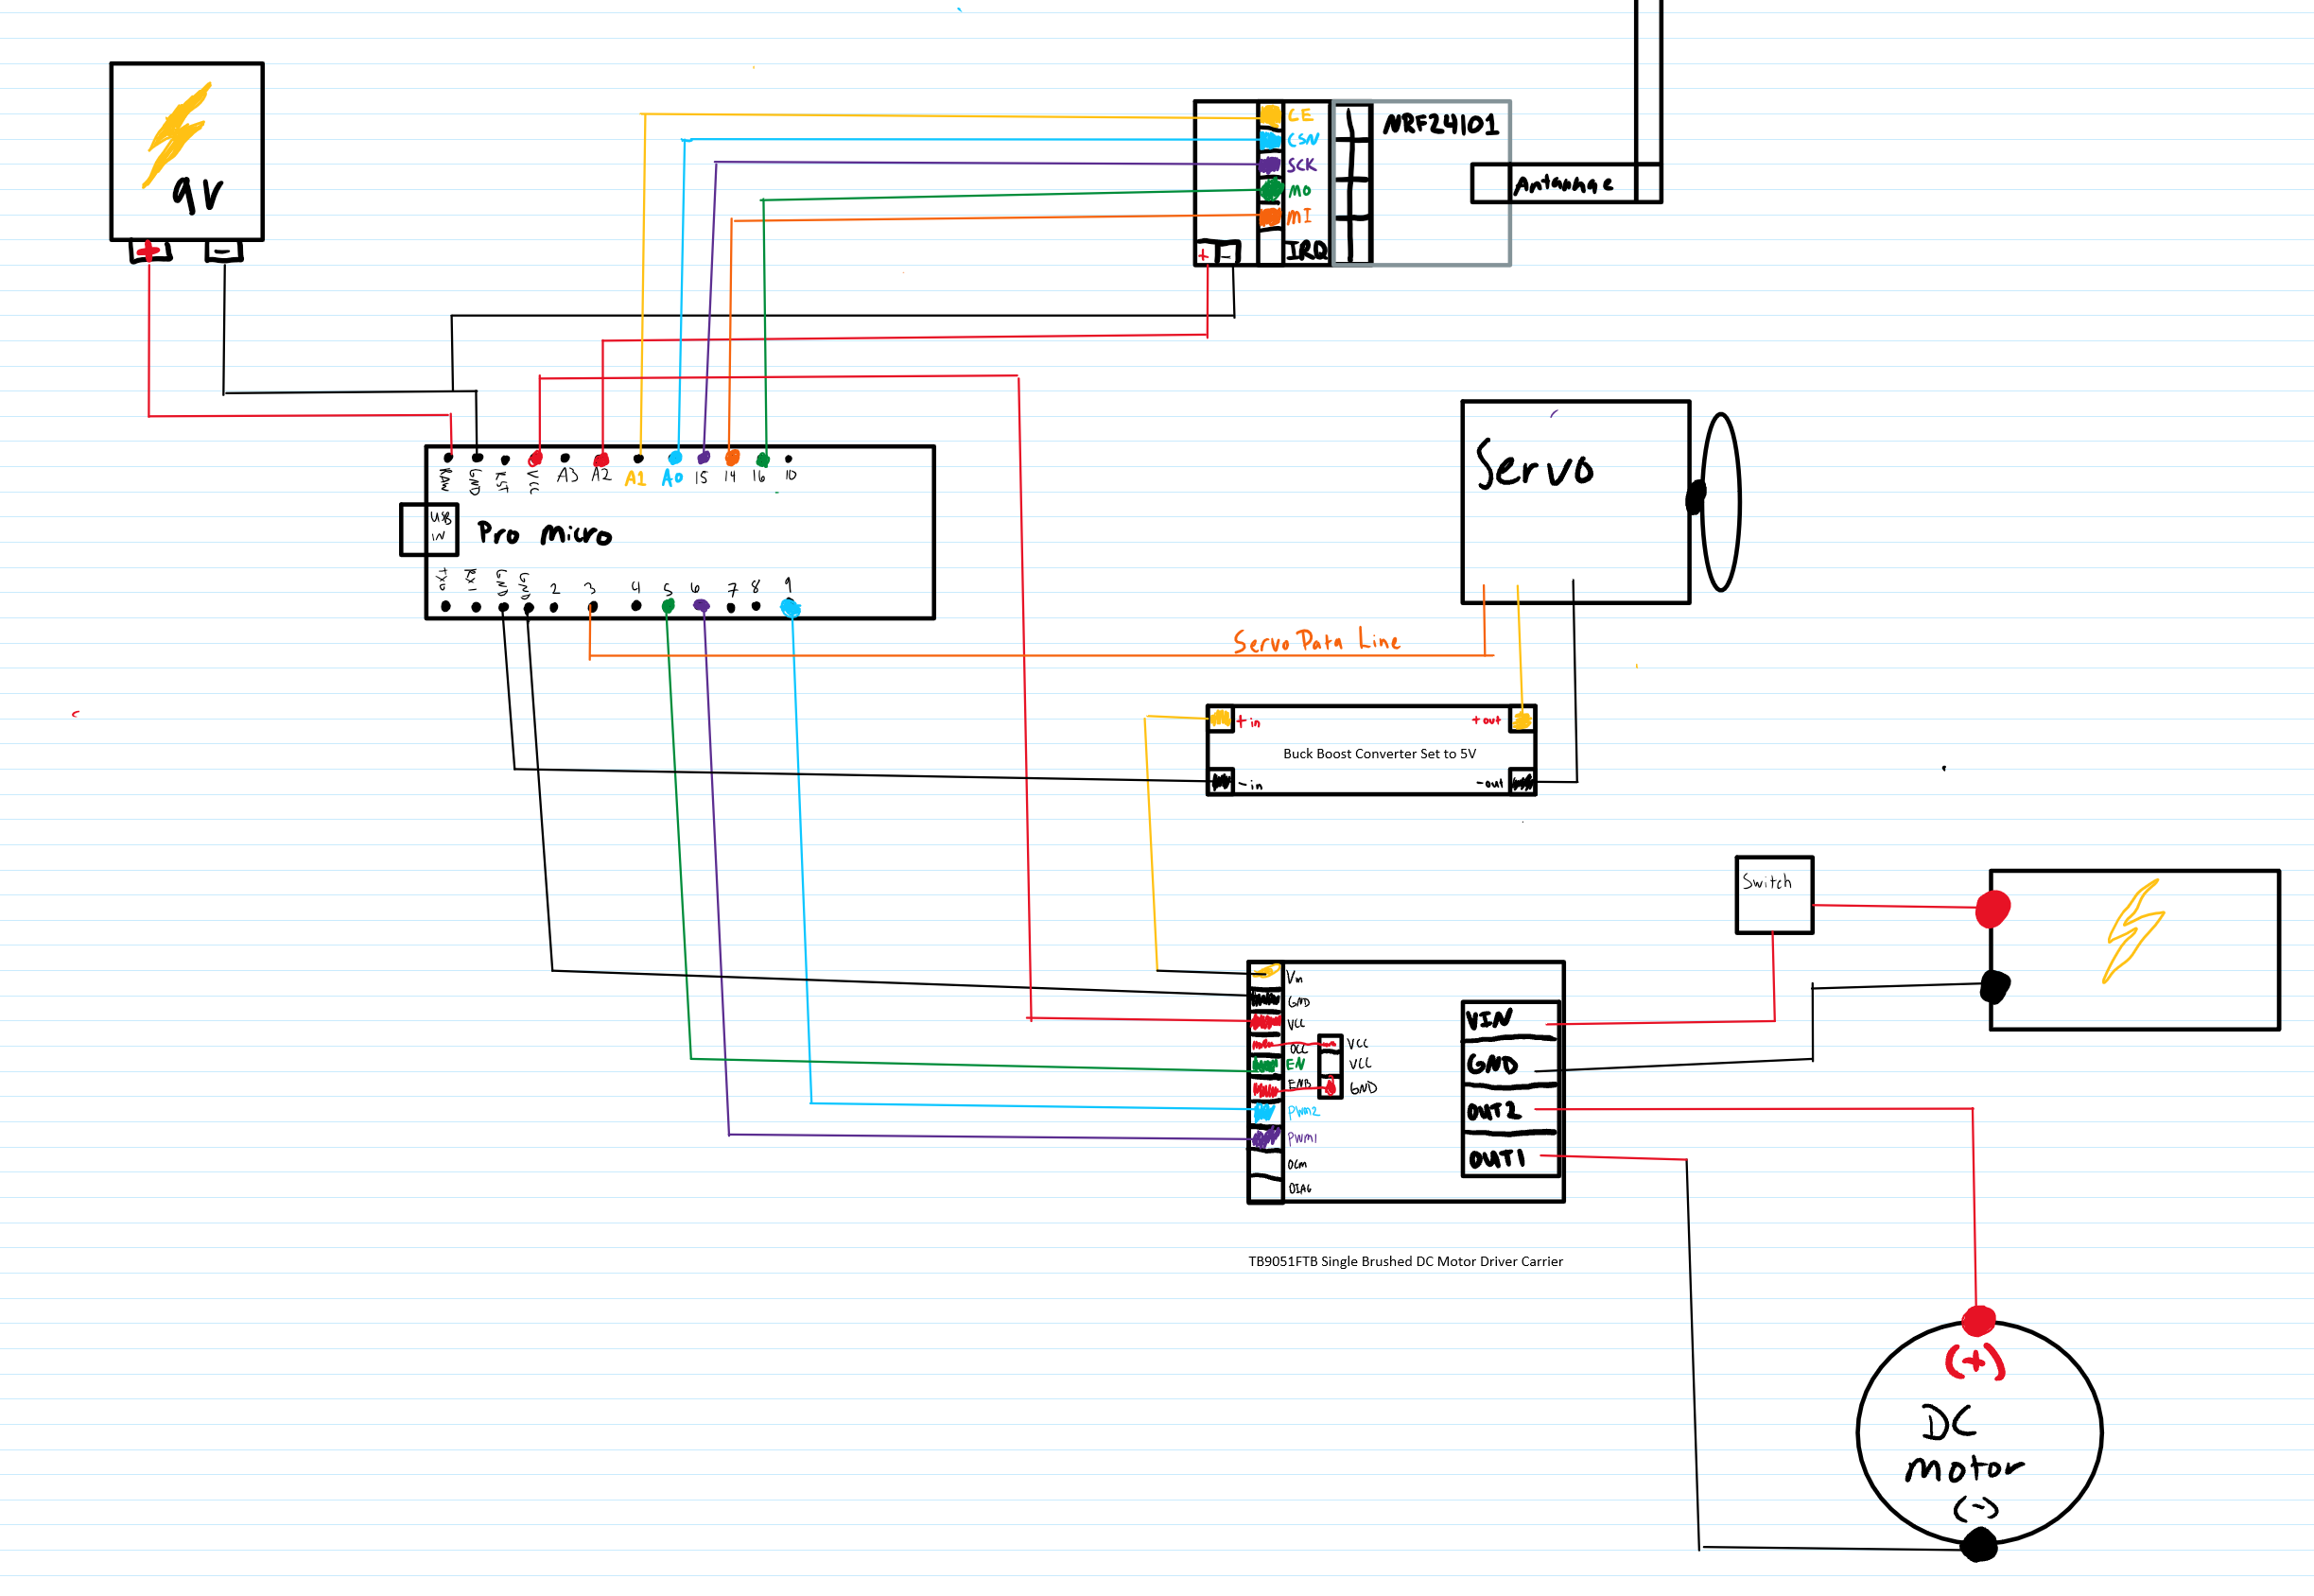 9V
+
-
CE
CSN
SCK
MO
MI
IRQ
+
-
NRF24l01
Antannae
RAW
GND
RST
VCC
A3
A2
A1
A0
15
14
16
10
USB
IN
Pro Micro
TX0
RX1
GND
GND
2
3
4
5
6
7
8
9
Servo
Servo Data Line
+in
+out
Buck Boost Converter Set to 5V
-in
-out
Switch
Vin
GND
VCC
OCC
EN
ENB
PWM2
PWM1
OCM
DIAG
VCC
VCC
GND
VIN
GND
OUT2
OUT1
TB9051FTB Single Brushed DC Motor Driver Carrier
(+)
DC
Motor
(-)